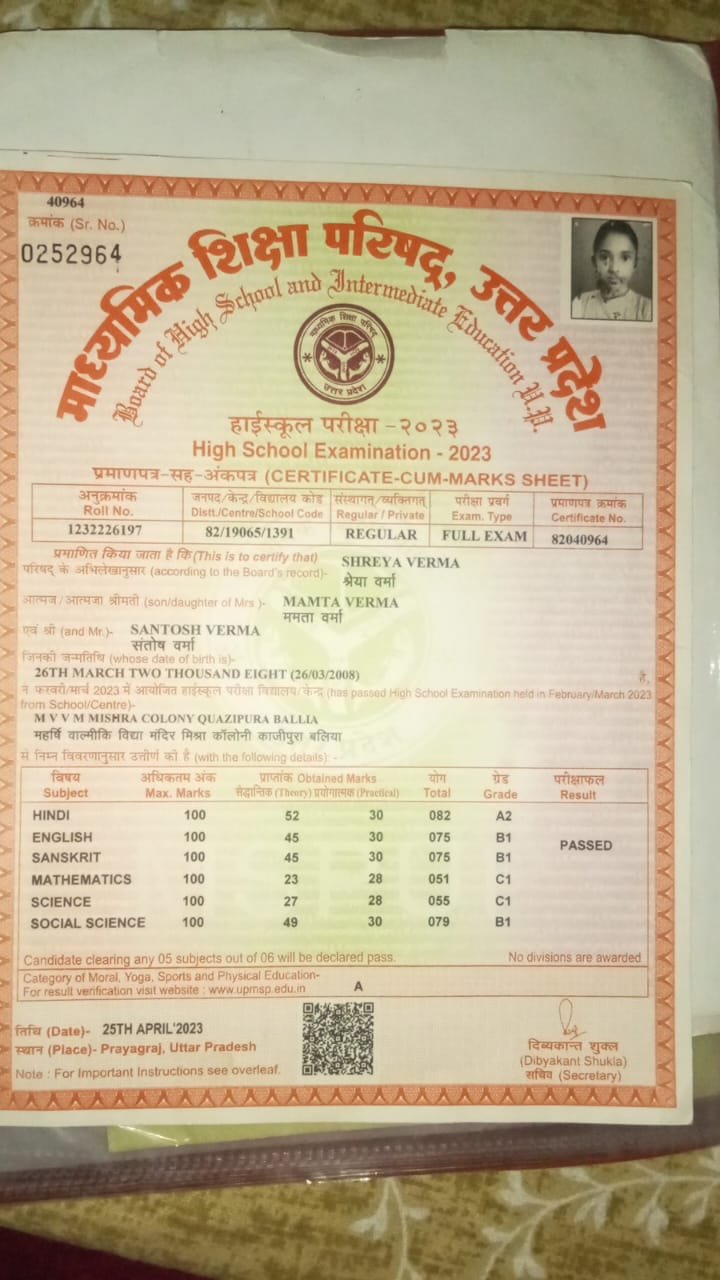 40964
क्रमांक (Sr. No.)
0252964
माध्यमिक शिक्षा परिषद्, उत्तर प्रदेश
Board of High School and Intermediate Education U.P.
माध्यमिक शिक्षा परिषद
उत्तर प्रदेश
हाईस्कूल परीक्षा -२०२३
High School Examination - 2023
प्रमाणपत्र-सह-अंकपत्र (CERTIFICATE-CUM-MARKS SHEET)
अनुक्रमांक जनपद/केन्द्र/विद्यालय कोड संस्थागत/व्यक्तिगत परीक्षा प्रवर्ग प्रमाणपत्र क्रमांक
Roll No. Distt./Centre/School Code Regular / Private Exam. Type Certificate No.
1232226197 82/19065/1391 REGULAR FULL EXAM 82040964
प्रमाणित किया जाता है कि (This is to certify that) SHREYA VERMA
परिषद के अभिलेखानुसार (according to the Board's record)- श्रेया वर्मा
आत्मज/आत्मजा श्रीमती (son/daughter of Mrs.)- MAMTA VERMA
ममता वर्मा
एवं श्री (and Mr.)- SANTOSH VERMA
संतोष वर्मा
जिनकी जन्मतिथि (whose date of birth is)-
26TH MARCH TWO THOUSAND EIGHT (26/03/2008) है,
ने फरवरी/मार्च 2023 में आयोजित हाईस्कूल परीक्षा विद्यालय/केन्द्र (has passed High School Examination held in February/March 2023
from School/Centre)-
M V V M MISHRA COLONY QUAZIPURA BALLIA
महर्षि वाल्मीकि विद्या मंदिर मिश्रा कॉलोनी काजीपुरा बलिया
से निम्न विवरणानुसार उत्तीर्ण की है (with the following details): -
विषय अधिकतम अंक प्राप्तांक Obtained Marks योग ग्रेड परीक्षाफल
Subject Max. Marks सैद्धान्तिक (Theory) प्रयोगात्मक (Practical) Total Grade Result
HINDI 100 52 30 082 A2
ENGLISH 100 45 30 075 B1 PASSED
SANSKRIT 100 45 30 075 B1
MATHEMATICS 100 23 28 051 C1
SCIENCE 100 27 28 055 C1
SOCIAL SCIENCE 100 49 30 079 B1
Candidate clearing any 05 subjects out of 06 will be declared pass. No divisions are awarded
Category of Moral, Yoga, Sports and Physical Education- A
For result verification visit website : www.upmsp.edu.in
तिथि (Date)- 25TH APRIL'2023
स्थान (Place)- Prayagraj, Uttar Pradesh
Note : For Important Instructions see overleaf.
दिब्यकान्त शुक्ल
(Dibyakant Shukla)
सचिव (Secretary)